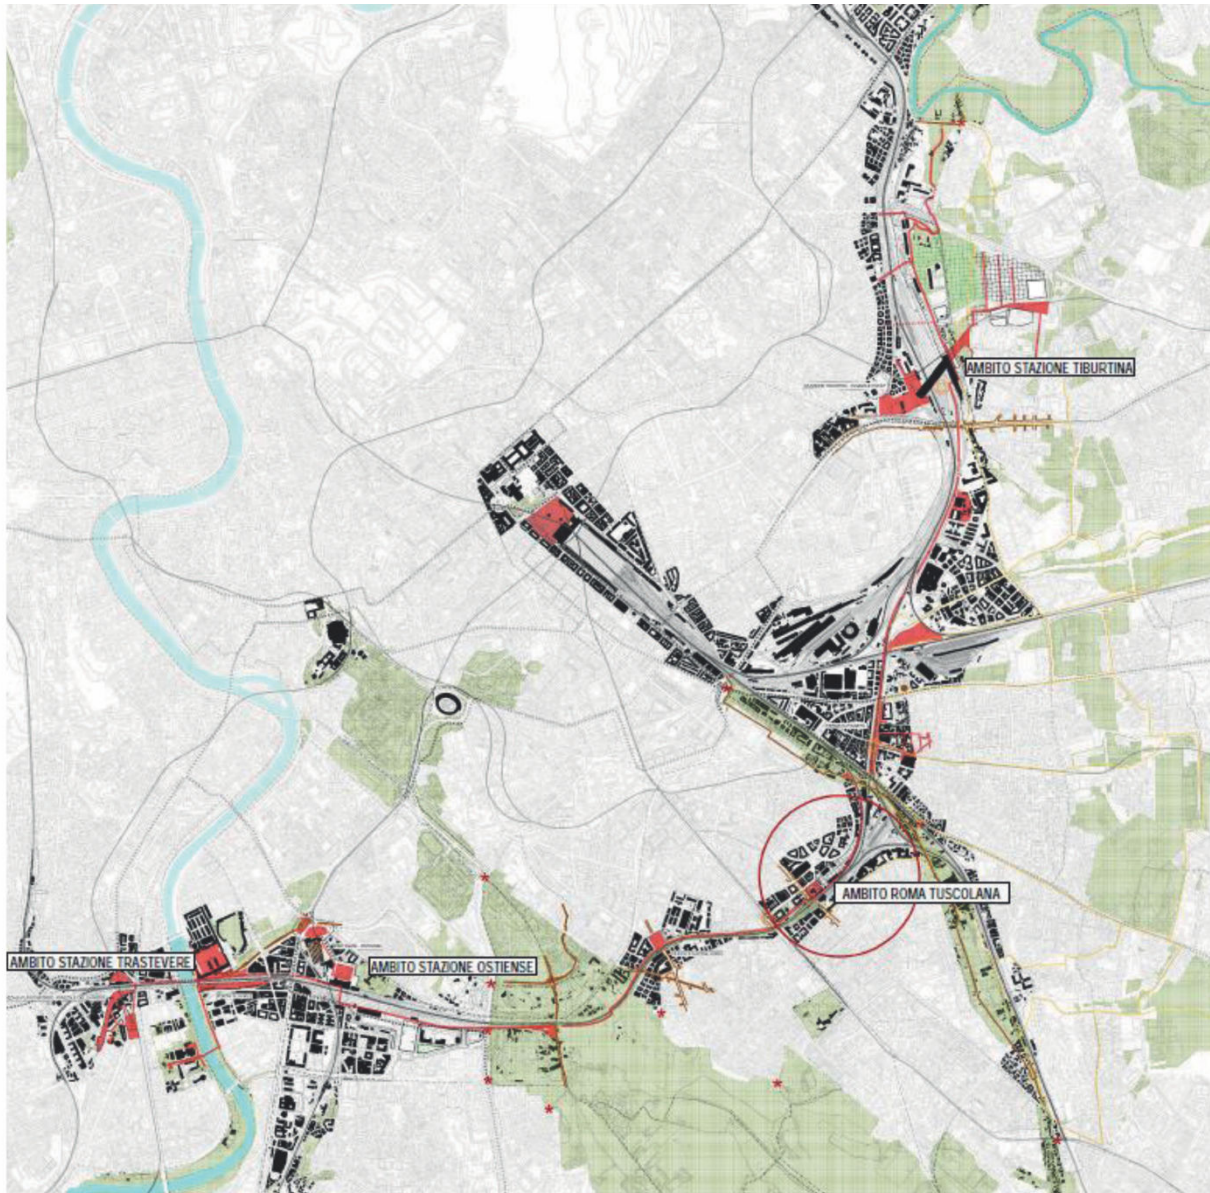 AMBITO STAZIONE TIBURTINA
AMBITO ROMA TUSCOLANA
AMBITO STAZIONE TRASTEVERE
AMBITO STAZIONE OSTIENSE